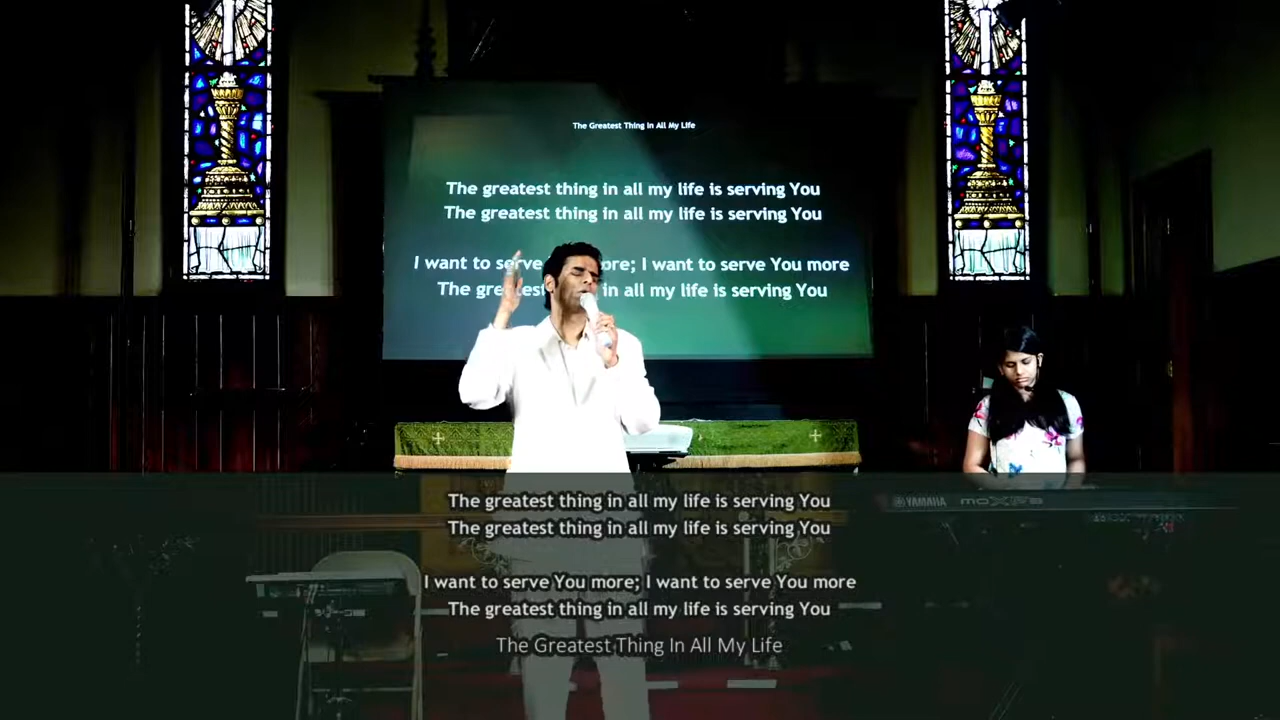 The Greatest Thing In All My Life
The greatest thing in all my life is serving You
The greatest thing in all my life is serving You
I want to serve ore; I want to serve You more
The greatest in all my life is serving You
YAMAHA MOXF8
The greatest thing in all my life is serving You
The greatest thing in all my life is serving You
I want to serve You more; I want to serve You more
The greatest thing in all my life is serving You
The Greatest Thing In All My Life